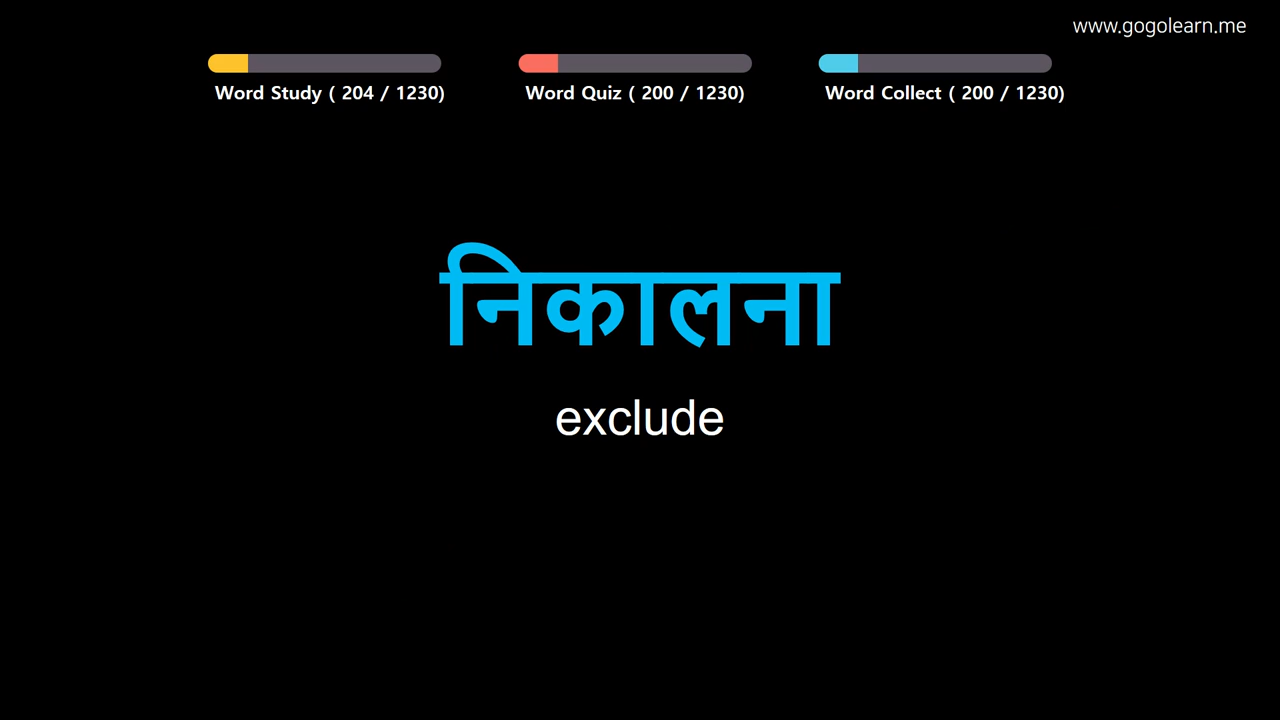 www.gogolearn.me
Word Study ( 204 / 1230)
Word Quiz ( 200 / 1230)
Word Collect ( 200 / 1230)
निकालना
exclude